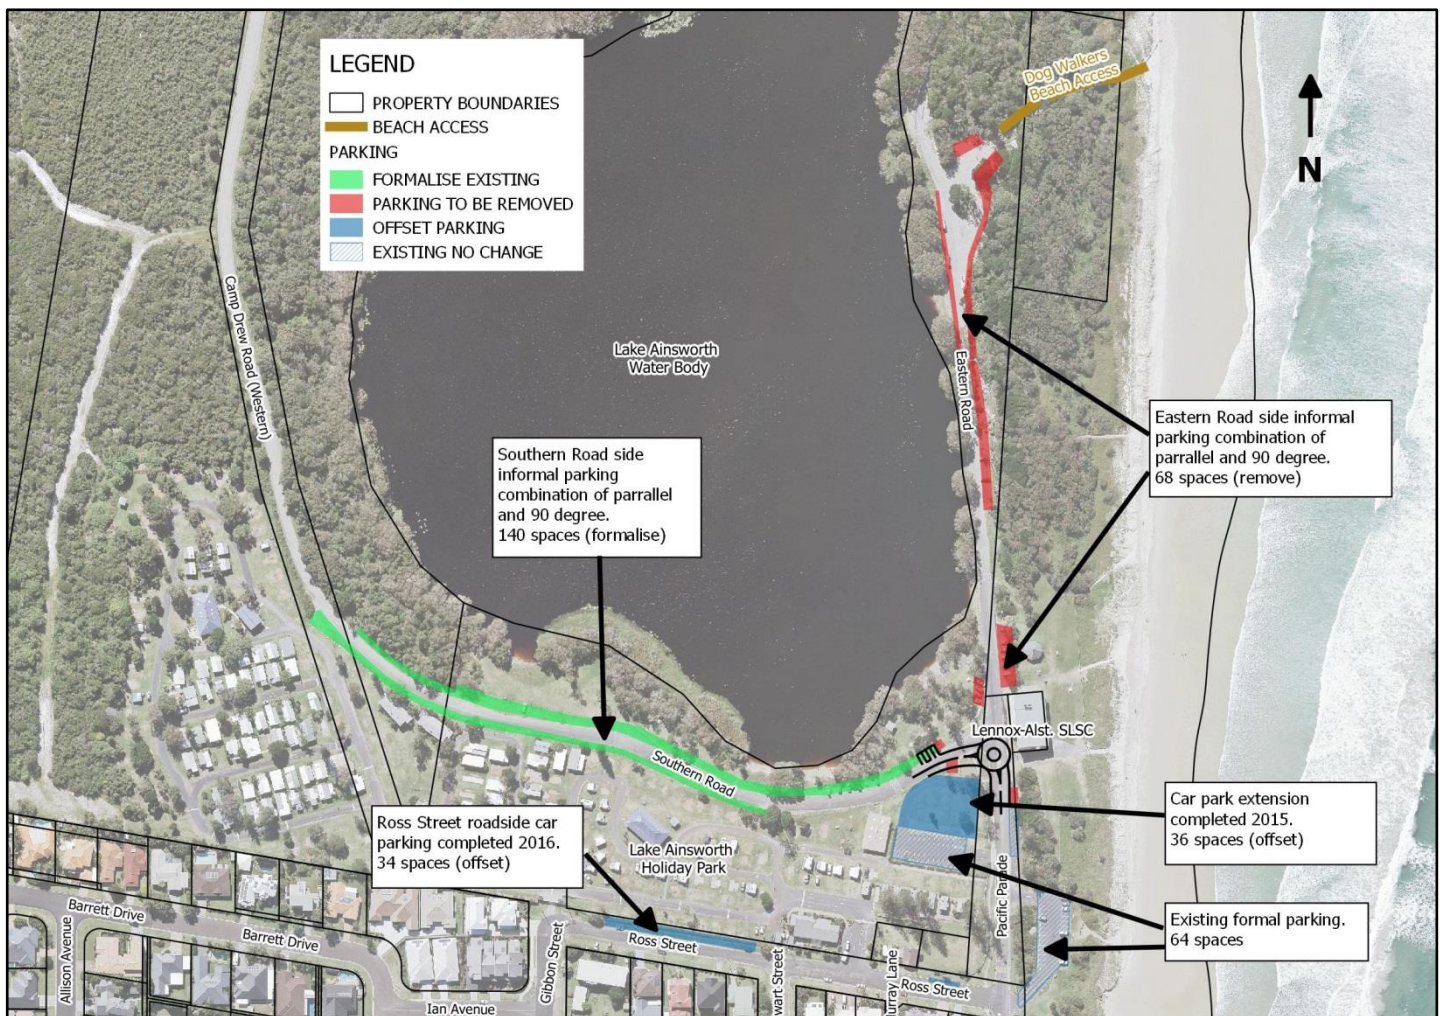 LEGEND
PROPERTY BOUNDARIES
BEACH ACCESS
PARKING
FORMALISE EXISTING
PARKING TO BE REMOVED
OFFSET PARKING
EXISTING NO CHANGE
Dog Walkers
Beach Access
N
Camp Drew Road (Western)
Lake Ainsworth
Water Body
Eastern Road
Eastern Road side informal
parking combination of
parrallel and 90 degree.
68 spaces (remove)
Southern Road side
informal parking
combination of parrallel
and 90 degree.
140 spaces (formalise)
Lennox-Alst. SLSC
Southern Road
Car park extension
completed 2015.
36 spaces (offset)
Ross Street roadside car
parking completed 2016.
34 spaces (offset)
Lake Ainsworth
Holiday Park
Pacific Parade
Existing formal parking.
64 spaces
Barrett Drive
Barrett Drive
Allison Avenue
Gibbon Street
Ross Street
wart Street
urray Lane
Ross Street
Ian Avenue